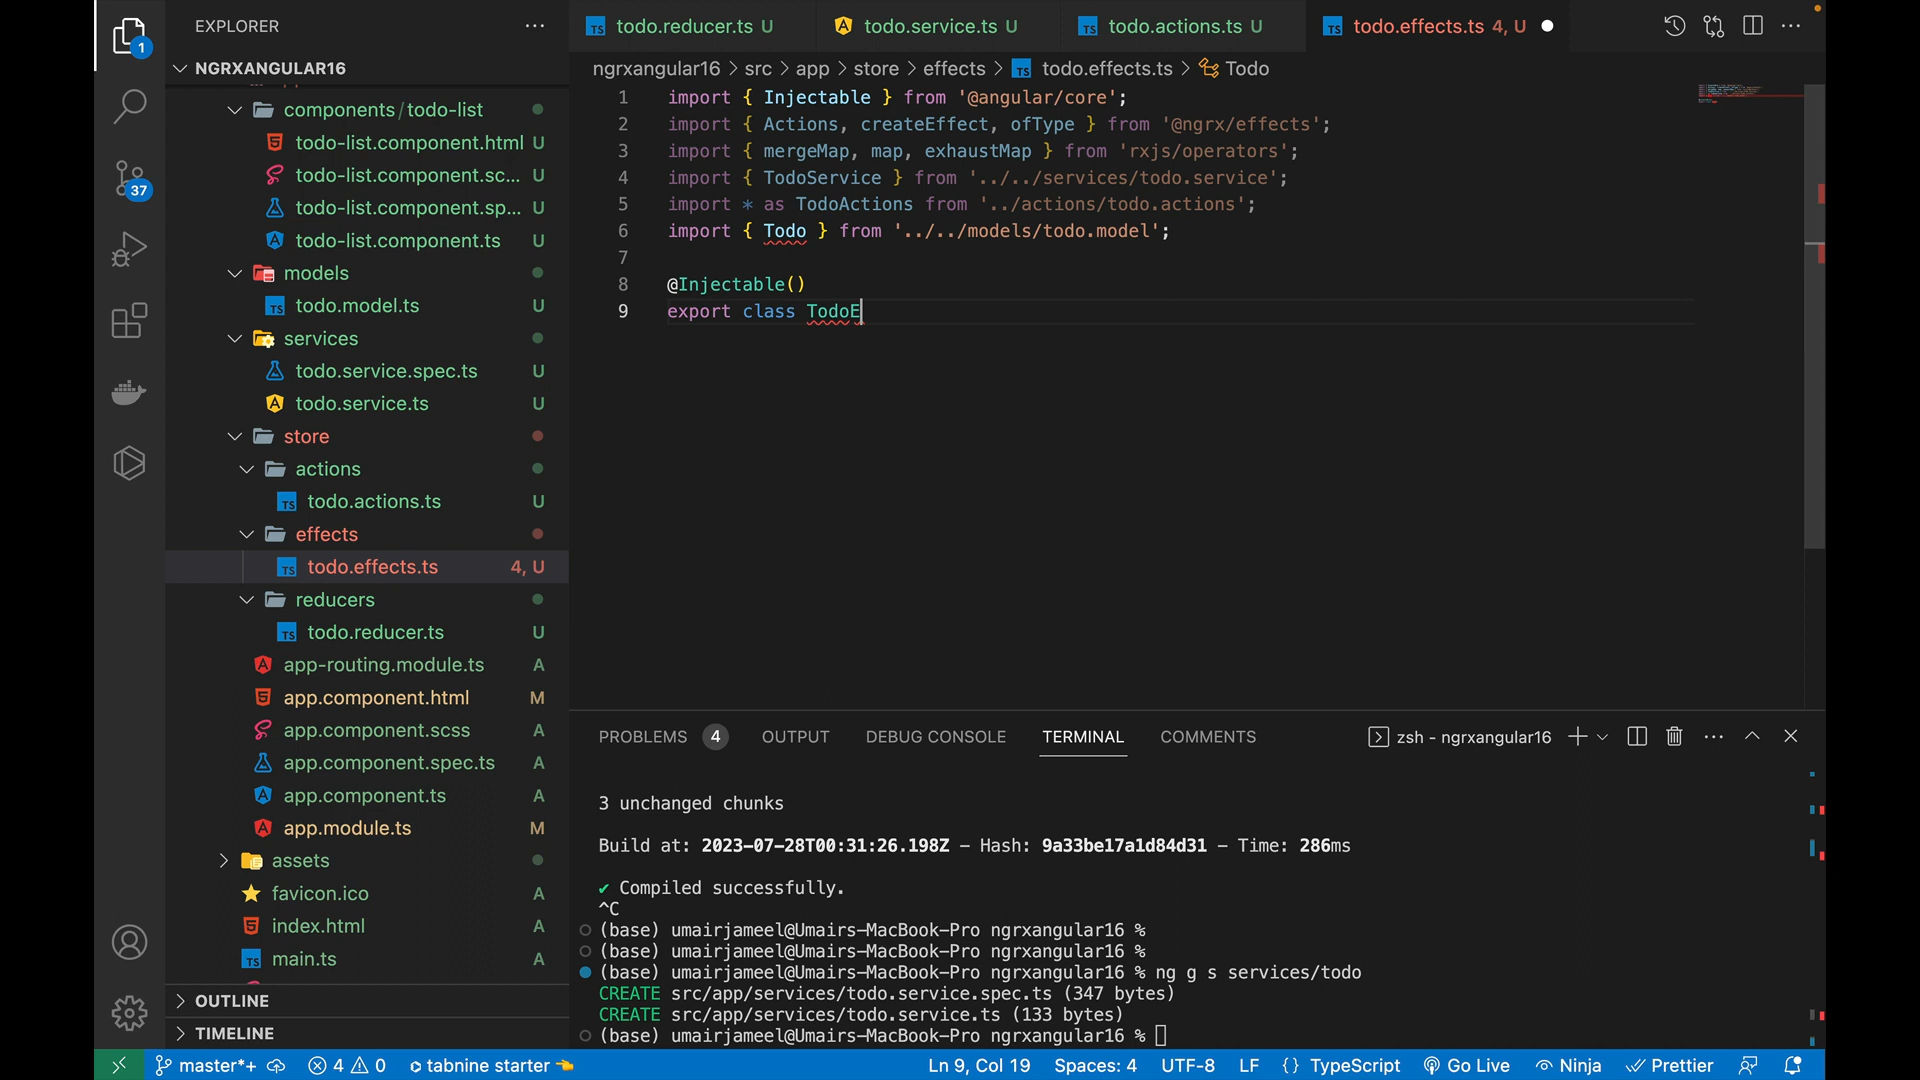 EXPLORER
NGRXANGULAR16
components/todo-list
todo-list.component.html U
todo-list.component.sc... U
todo-list.component.sp... U
todo-list.component.ts U
models
todo.model.ts U
services
todo.service.spec.ts U
todo.service.ts U
store
actions
todo.actions.ts U
effects
todo.effects.ts 4, U
reducers
todo.reducer.ts U
app-routing.module.ts A
app.component.html M
app.component.scss A
app.component.spec.ts A
app.component.ts A
app.module.ts M
assets
favicon.ico A
index.html A
main.ts A
OUTLINE
TIMELINE
1
37
todo.reducer.ts U
todo.service.ts U
todo.actions.ts U
todo.effects.ts 4, U
ngrxangular16 > src > app > store > effects > TS todo.effects.ts > Todo
1 import { Injectable } from '@angular/core';
2 import { Actions, createEffect, ofType } from '@ngrx/effects';
3 import { mergeMap, map, exhaustMap } from 'rxjs/operators';
4 import { TodoService } from '../../services/todo.service';
5 import * as TodoActions from '../actions/todo.actions';
6 import { Todo } from '../../models/todo.model';
7
8 @Injectable()
9 export class TodoE
PROBLEMS 4 OUTPUT DEBUG CONSOLE TERMINAL COMMENTS
zsh - ngrxangular16
3 unchanged chunks
Build at: 2023-07-28T00:31:26.198Z - Hash: 9a33be17a1d84d31 - Time: 286ms
✔ Compiled successfully.
^C
(base) umairjameel@Umairs-MacBook-Pro ngrxangular16 %
(base) umairjameel@Umairs-MacBook-Pro ngrxangular16 %
(base) umairjameel@Umairs-MacBook-Pro ngrxangular16 % ng g s services/todo
CREATE src/app/services/todo.service.spec.ts (347 bytes)
CREATE src/app/services/todo.service.ts (133 bytes)
(base) umairjameel@Umairs-MacBook-Pro ngrxangular16 %
master*+ 4 0 tabnine starter Ln 9, Col 19 Spaces: 4 UTF-8 LF {} TypeScript Go Live Ninja Prettier